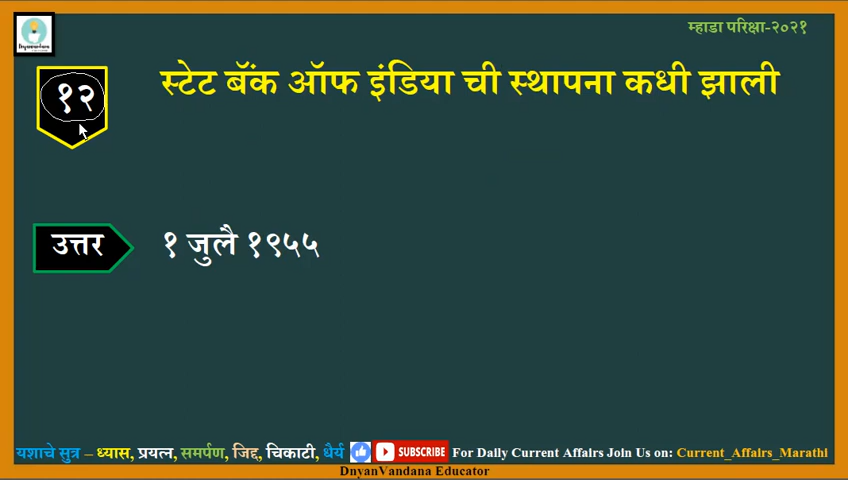 Dnyanvandana
म्हाडा परिक्षा-२०२१
१२
स्टेट बॅंक ऑफ इंडिया ची स्थापना कधी झाली
उत्तर
१ जुलै १९५५
यशाचे सुत्र – ध्यास, प्रयत्न, समर्पण, जिद्द, चिकाटी, धैर्य SUBSCRIBE For Daily Current Affairs Join Us on: Current_Affairs_Marathi
DnyanVandana Educator